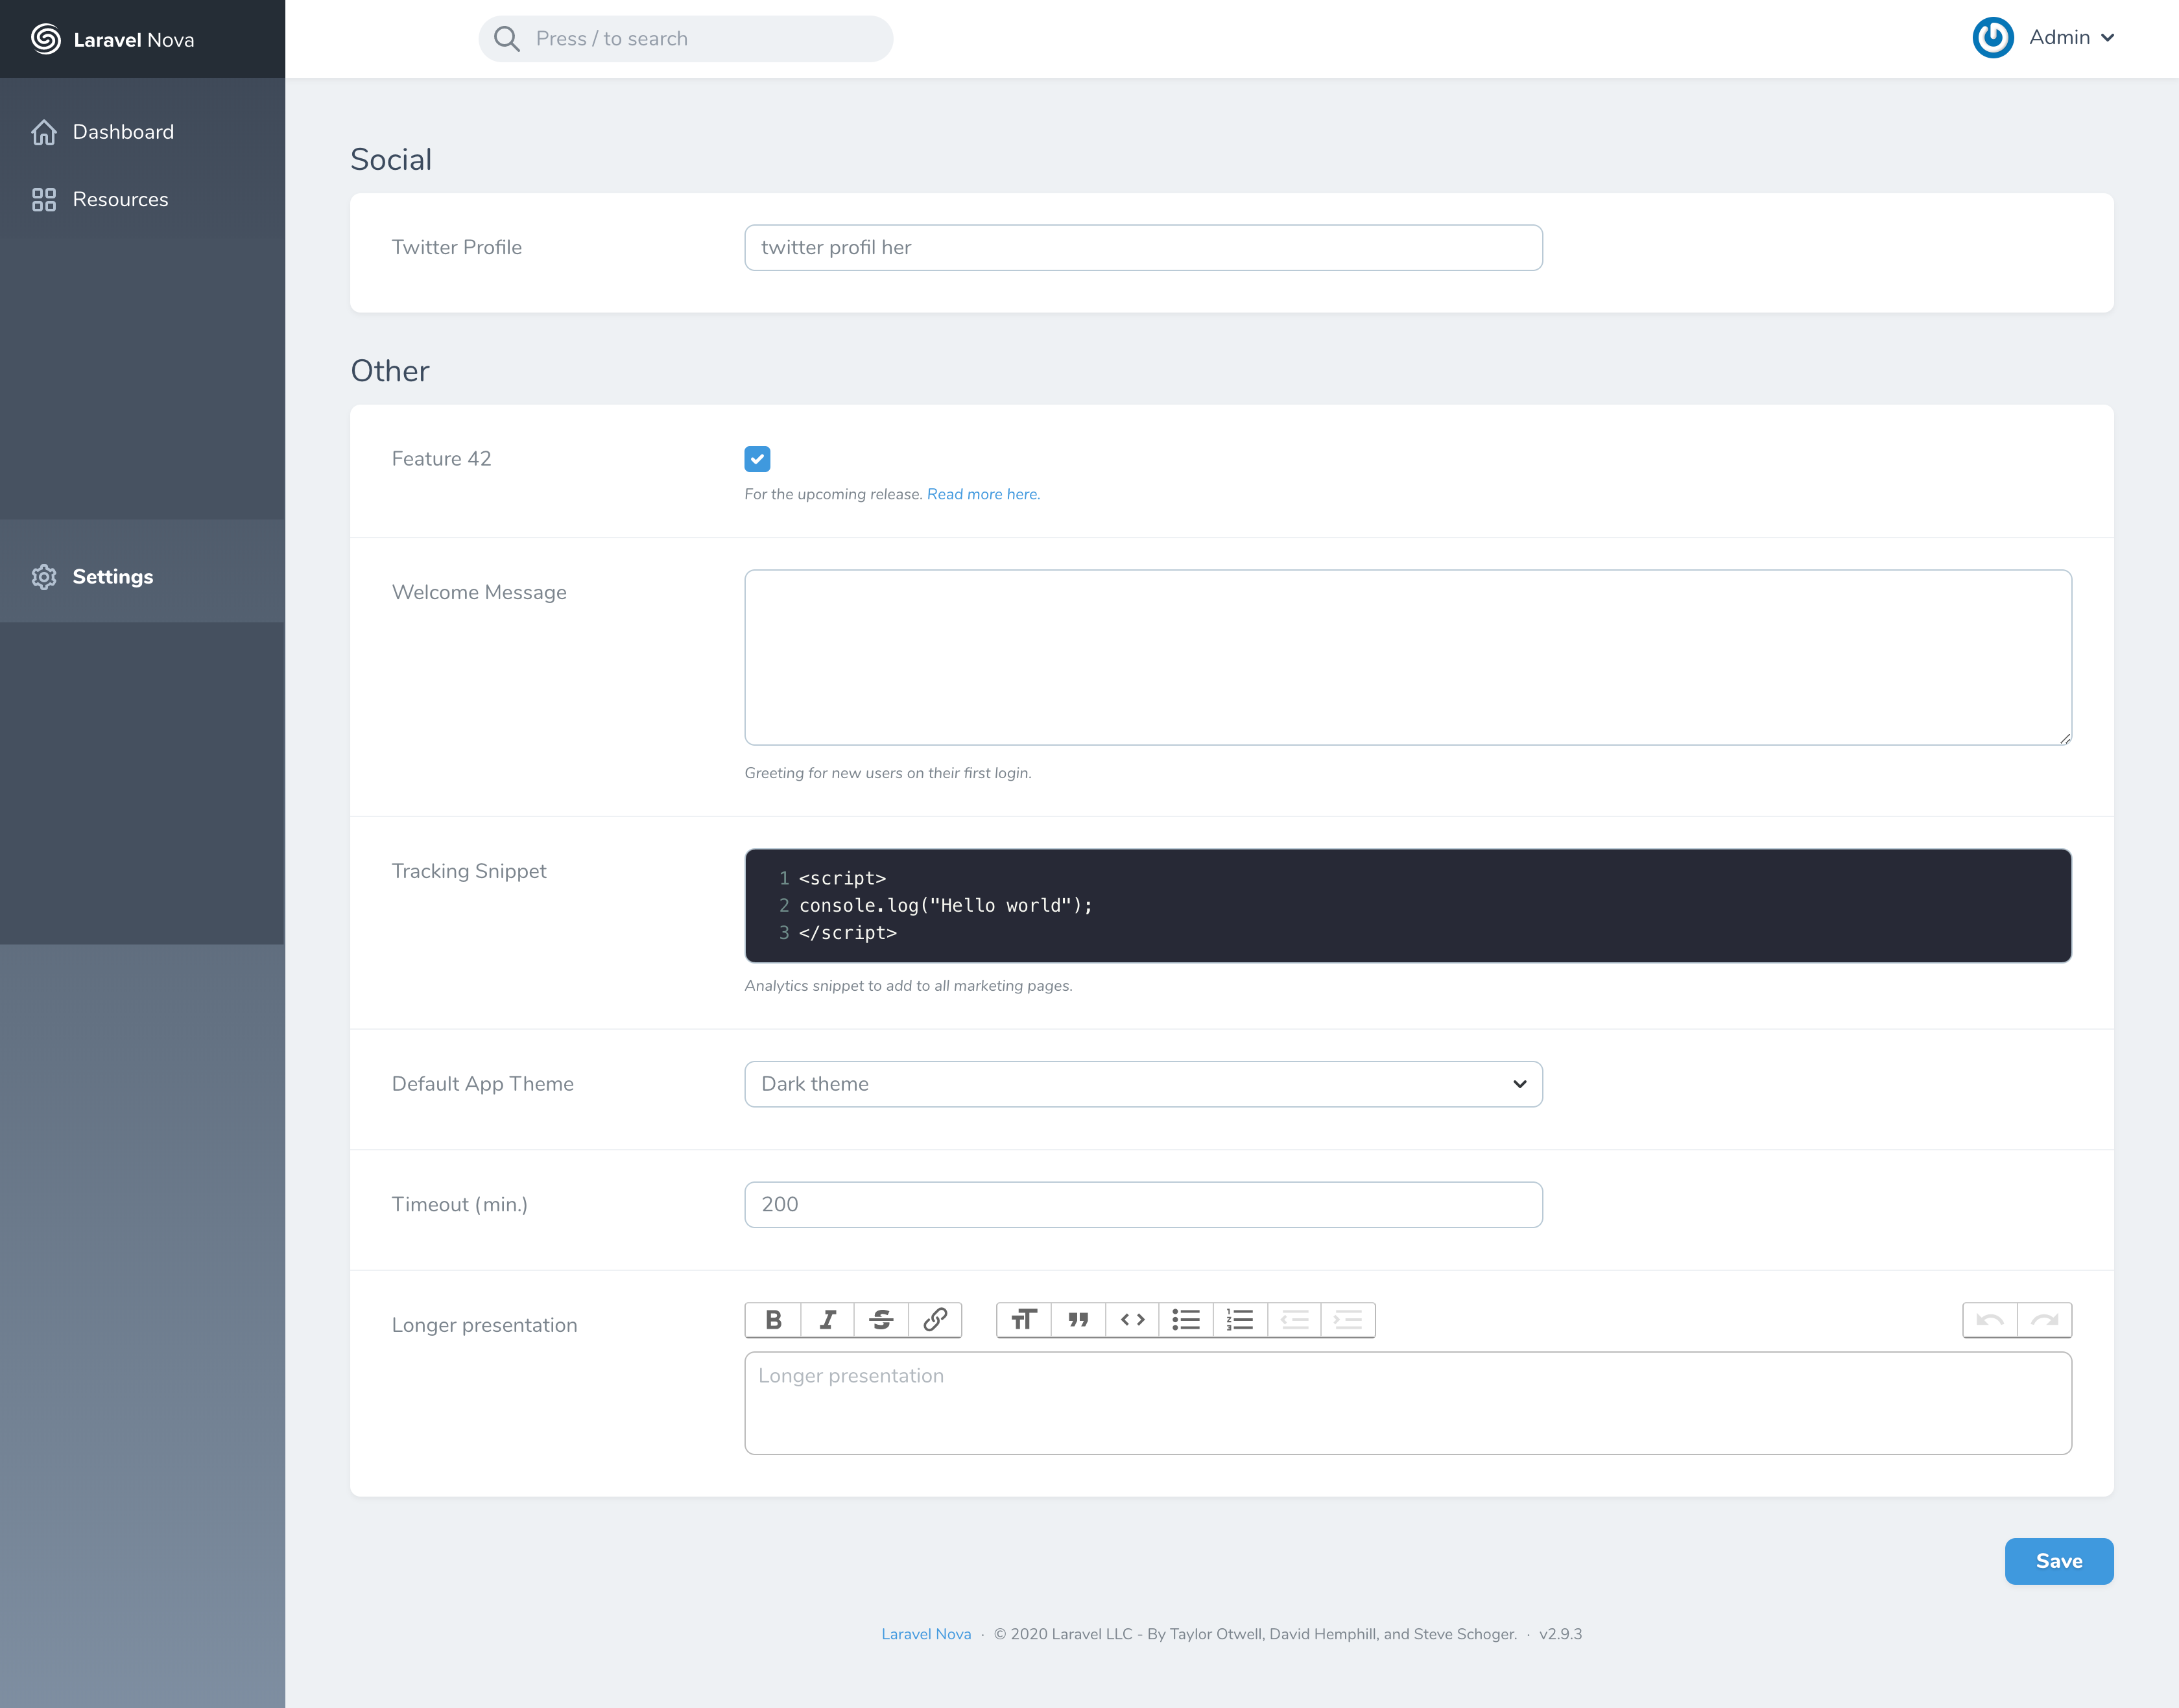 Laravel Nova
Press / to search
Admin
Dashboard
Resources
Settings
Social
Twitter Profile
twitter profil her
Other
Feature 42
For the upcoming release. Read more here.
Welcome Message
Greeting for new users on their first login.
Tracking Snippet
1 <script>
2 console.log("Hello world");
3 </script>
Analytics snippet to add to all marketing pages.
Default App Theme
Dark theme
Timeout (min.)
200
Longer presentation
Longer presentation
Save
Laravel Nova · © 2020 Laravel LLC - By Taylor Otwell, David Hemphill, and Steve Schoger. · v2.9.3